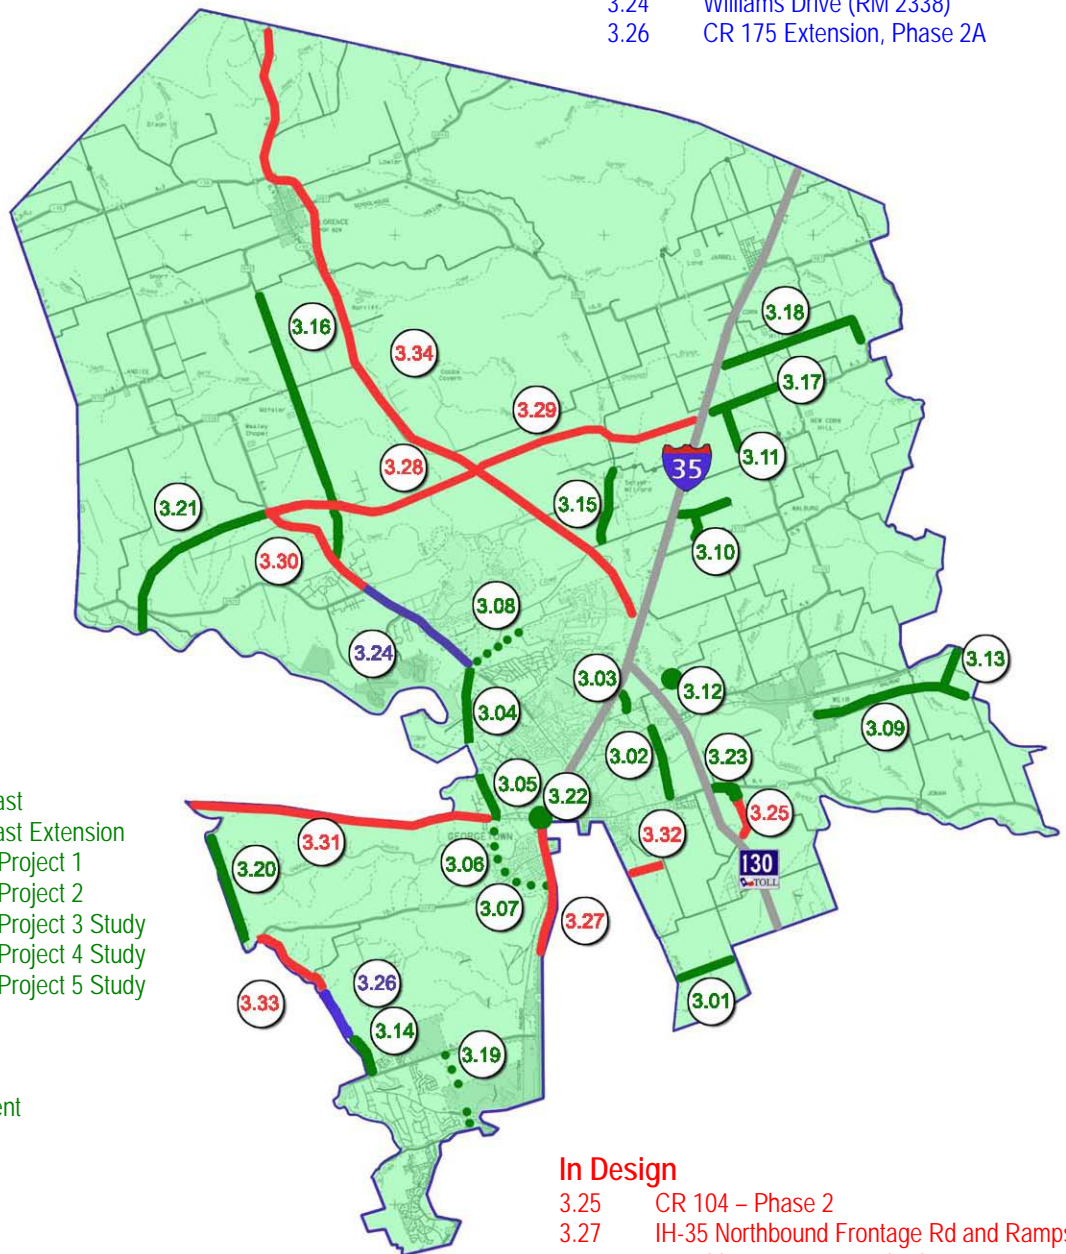 3.24 Williams Drive (RM 2338)
3.26 CR 175 Extension, Phase 2A
3.18
3.16
3.34
3.17
3.29
3.11
3.28
35
3.15
3.21
3.10
3.30
3.08
3.24
3.13
3.03
3.12
3.04
3.09
3.02
3.23
3.05
3.22
3.25
ast
ast Extension
3.31
3.32
GEORGETOWN
Project 1
3.20
3.06
130
TOLL
Project 2
3.07
Project 3 Study
3.27
Project 4 Study
3.26
Project 5 Study
3.33
3.01
3.14
3.19
ent
JARRELL
WEIR
JONAH
In Design
3.25 CR 104 – Phase 2
3.27 IH-35 Northbound Frontage Rd and Ramps